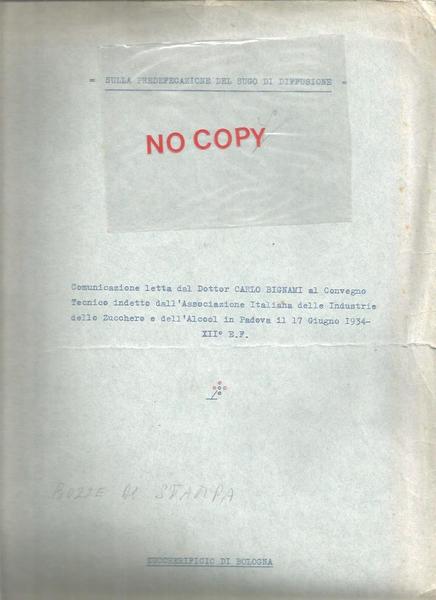 = SULLA PREDEFECAZIONE DEL SUGO DI DIFFUSIONE =
NO COPY
Comunicazione letta dal Dottor CARLO BIGNAMI al Convegno
Tecnico indetto dall'Associazione Italiana delle Industrie
dello Zucchero e dell'Alcool in Padova il 17 Giugno 1934-
XII° E.F.
BOZZE DI STAMPA
ZUCCHERIFICIO DI BOLOGNA